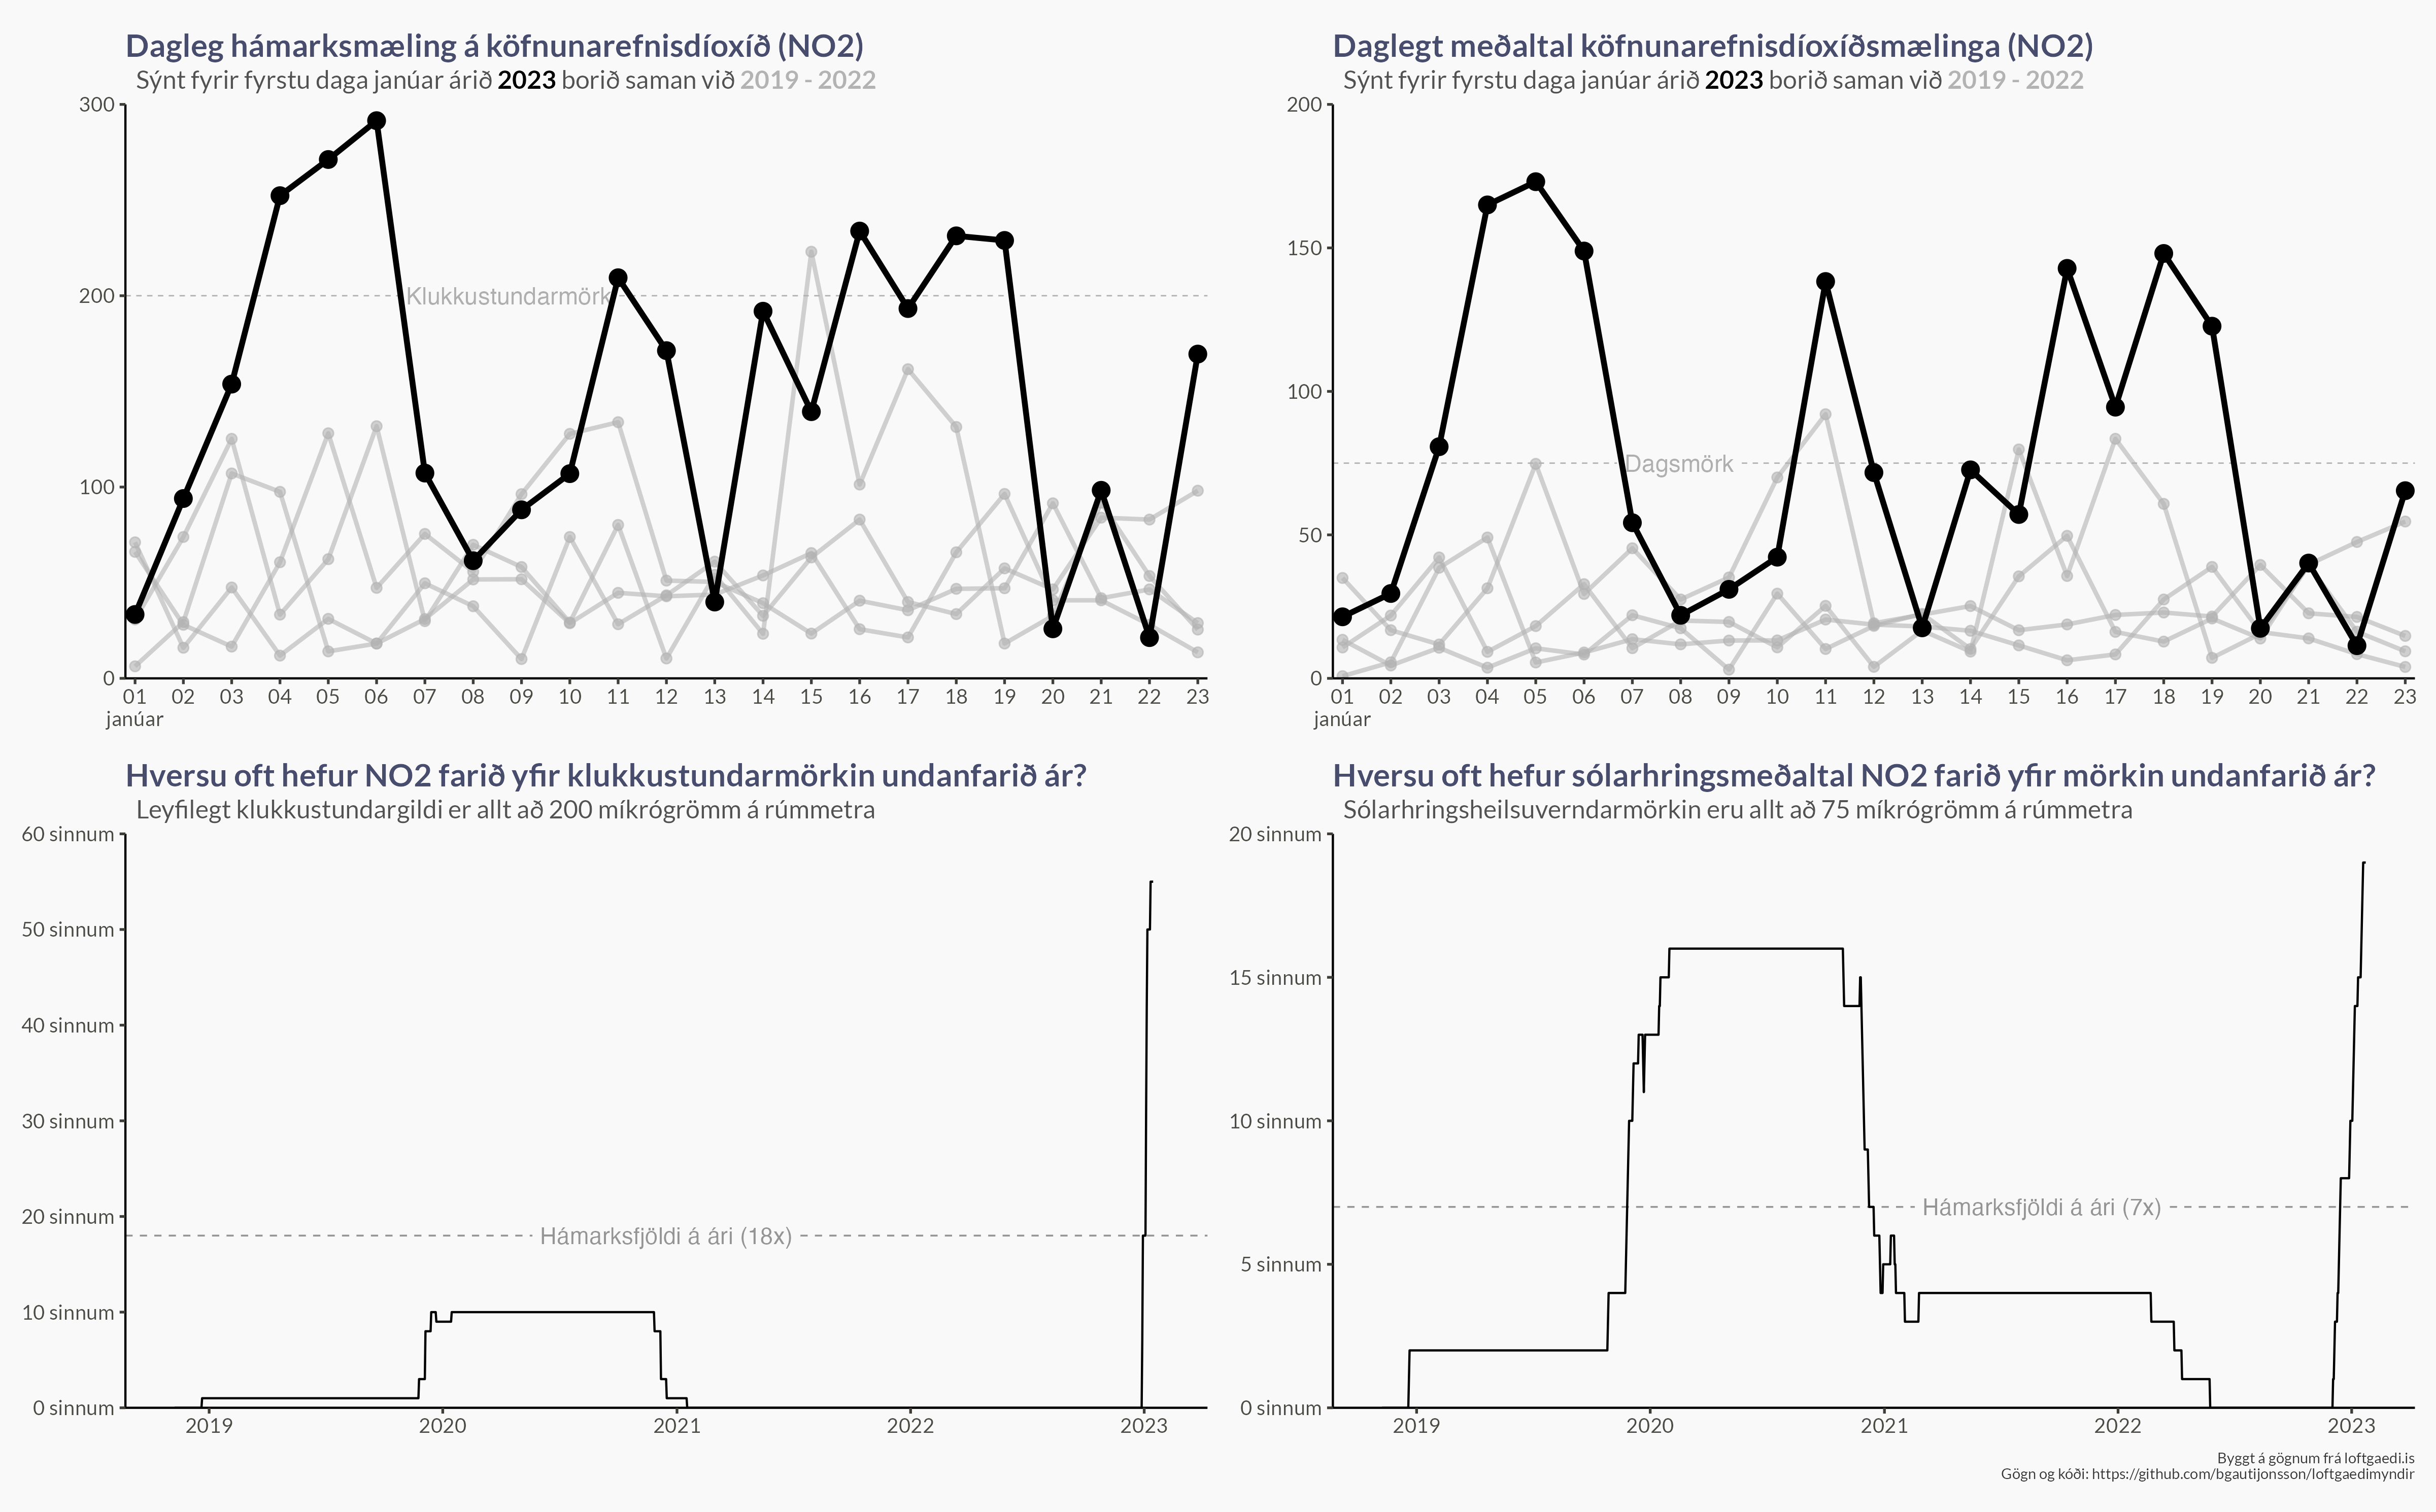 Dagleg hámarksmæling á köfnunarefnisdíoxíð (NO2)
Sýnt fyrir fyrstu daga janúar árið 2023 borið saman við 2019 - 2022
300
200
100
0
Klukkustundarmörk
01 02 03 04 05 06 07 08 09 10 11 12 13 14 15 16 17 18 19 20 21 22 23
janúar
Daglegt meðaltal köfnunarefnisdíoxíðsmælinga (NO2)
Sýnt fyrir fyrstu daga janúar árið 2023 borið saman við 2019 - 2022
200
150
100
50
0
Dagsmörk
01 02 03 04 05 06 07 08 09 10 11 12 13 14 15 16 17 18 19 20 21 22 23
janúar
Hversu oft hefur NO2 farið yfir klukkustundarmörkin undanfarið ár?
Leyfilegt klukkustundargildi er allt að 200 míkrógrömm á rúmmetra
60 sinnum
50 sinnum
40 sinnum
30 sinnum
20 sinnum
10 sinnum
0 sinnum
Hámarksfjöldi á ári (18x)
2019 2020 2021 2022 2023
Hversu oft hefur sólarhringsmeðaltal NO2 farið yfir mörkin undanfarið ár?
Sólarhringsheilsuverndarmörkin eru allt að 75 míkrógrömm á rúmmetra
20 sinnum
15 sinnum
10 sinnum
5 sinnum
0 sinnum
Hámarksfjöldi á ári (7x)
2019 2020 2021 2022 2023
Byggt á gögnum frá loftgaedi.is
Gögn og kóði: https://github.com/bgautijonsson/loftgaedimyndir